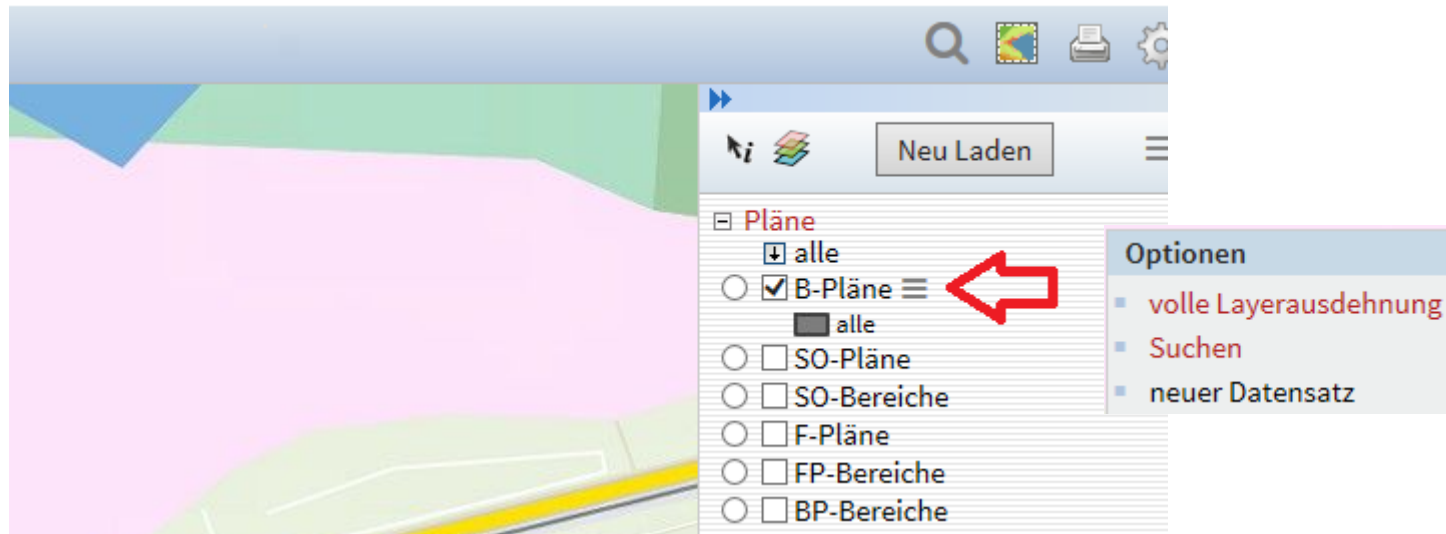 Neu Laden
Pläne
alle
B-Pläne
alle
SO-Pläne
SO-Bereiche
F-Pläne
FP-Bereiche
BP-Bereiche
Optionen
volle Layerausdehnung
Suchen
neuer Datensatz